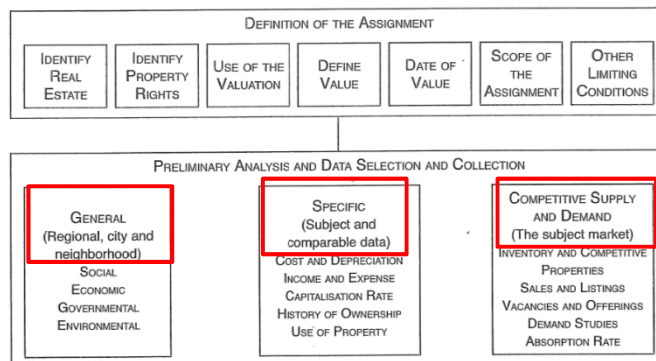 DEFINITION OF THE ASSIGNMENT
IDENTIFY
REAL
ESTATE
IDENTIFY
PROPERTY
RIGHTS
USE OF THE
VALUATION
DEFINE
VALUE
DATE OF
VALUE
SCOPE OF
THE
ASSIGNMENT
OTHER
LIMITING
CONDITIONS
PRELIMINARY ANALYSIS AND DATA SELECTION AND COLLECTION
GENERAL
(Regional, city and
neighborhood)
SOCIAL
ECONOMIC
GOVERNMENTAL
ENVIRONMENTAL
SPECIFIC
(Subject and
comparable data)
COST AND DEPRECIATION
INCOME AND EXPENSE
CAPITALISATION RATE
HISTORY OF OWNERSHIP
USE OF PROPERTY
COMPETITIVE SUPPLY
AND DEMAND
(The subject market)
INVENTORY AND COMPETITIVE
PROPERTIES
SALES AND LISTINGS
VACANCIES AND OFFERINGS
DEMAND STUDIES
ABSORPTION RATE